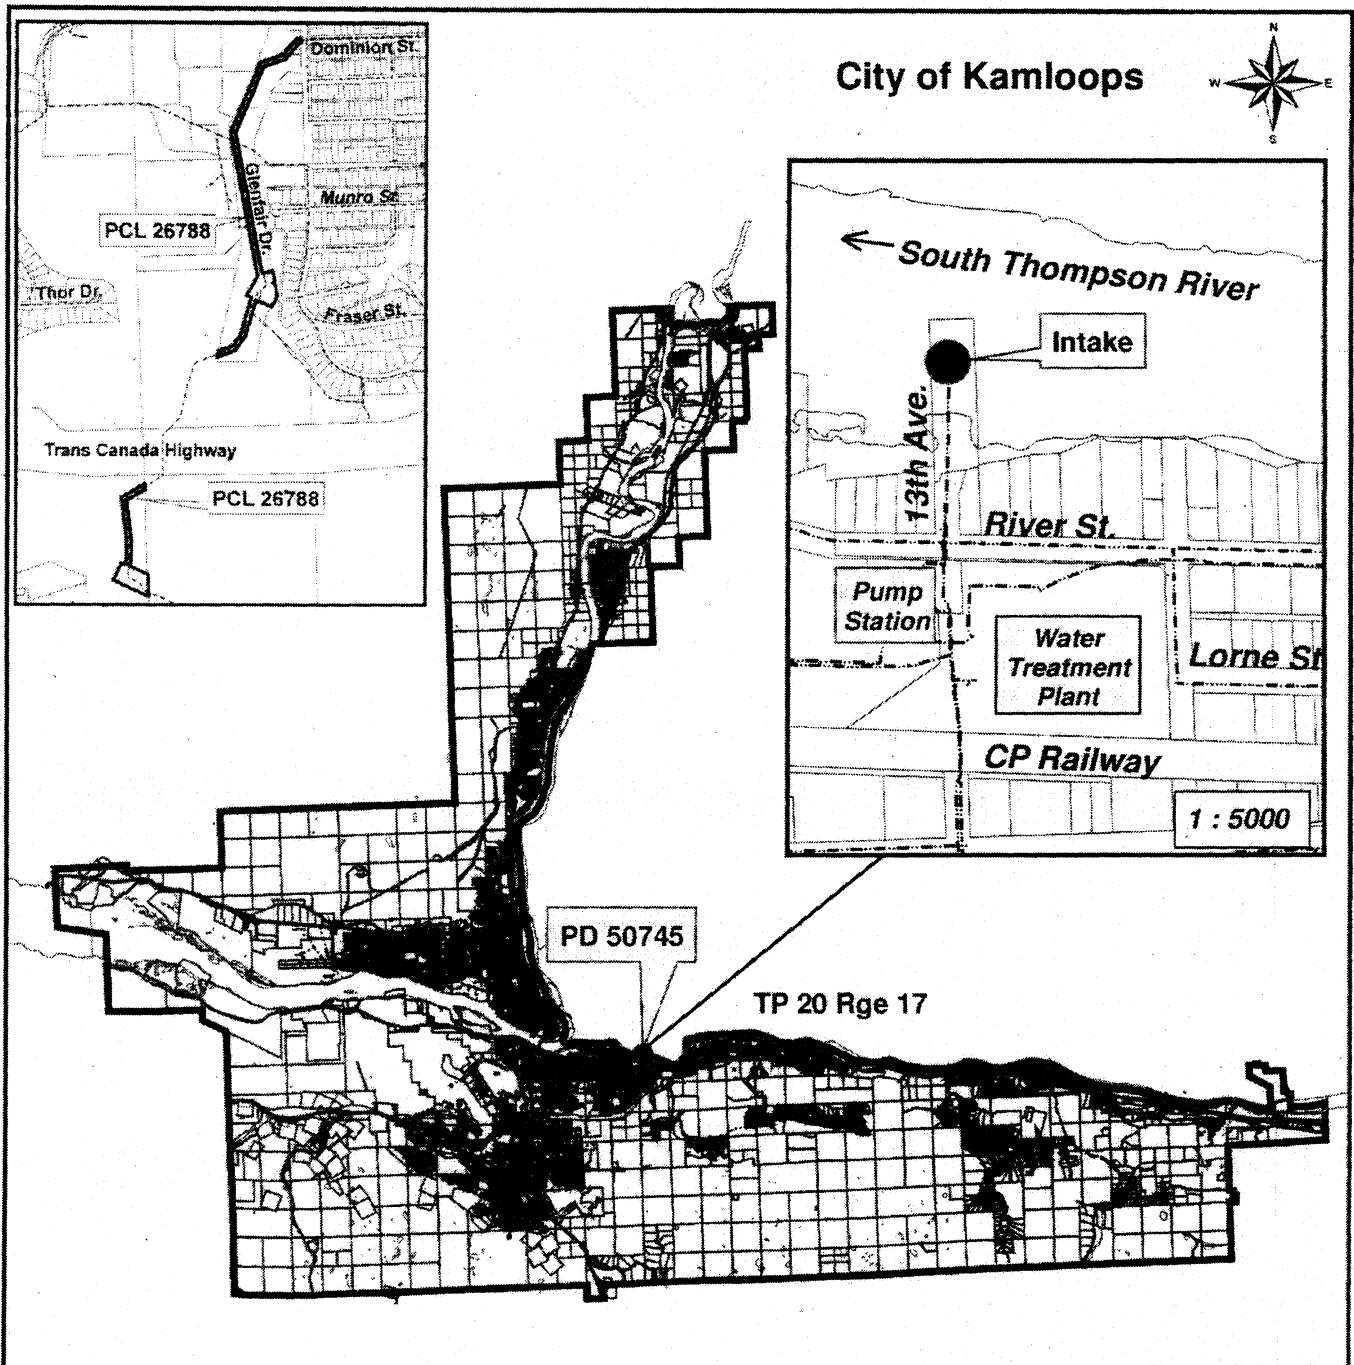 City of Kamloops
N
W
E
S
Dominion St.
Glenfair Dr.
Munro St.
PCL 26788
Thor Dr.
Fraser St.
Trans Canada Highway
PCL 26788
South Thompson River
Intake
13th Ave.
River St.
Pump
Station
Water
Treatment
Plant
Lorne St
CP Railway
1 : 5000
PD 50745
TP 20 Rge 17